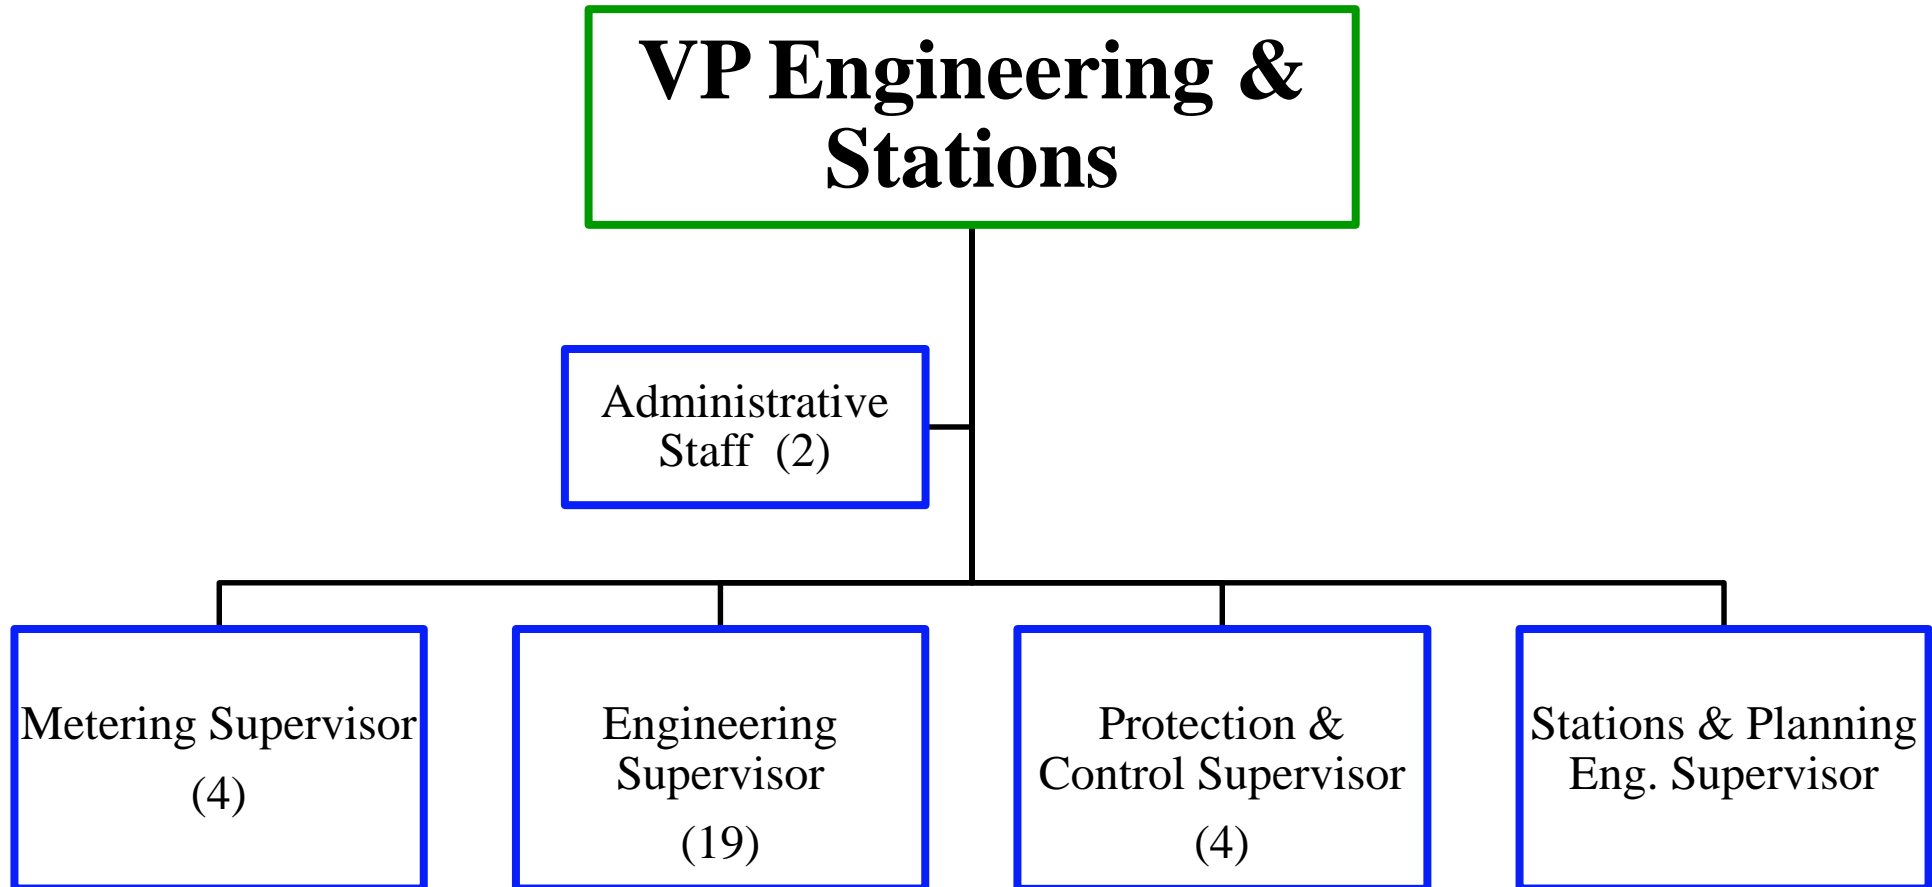 VP Engineering &
Stations
Administrative
Staff  (2)
Metering Supervisor
(4)
Engineering
Supervisor
(19)
Protection &
Control Supervisor
(4)
Stations & Planning
Eng. Supervisor